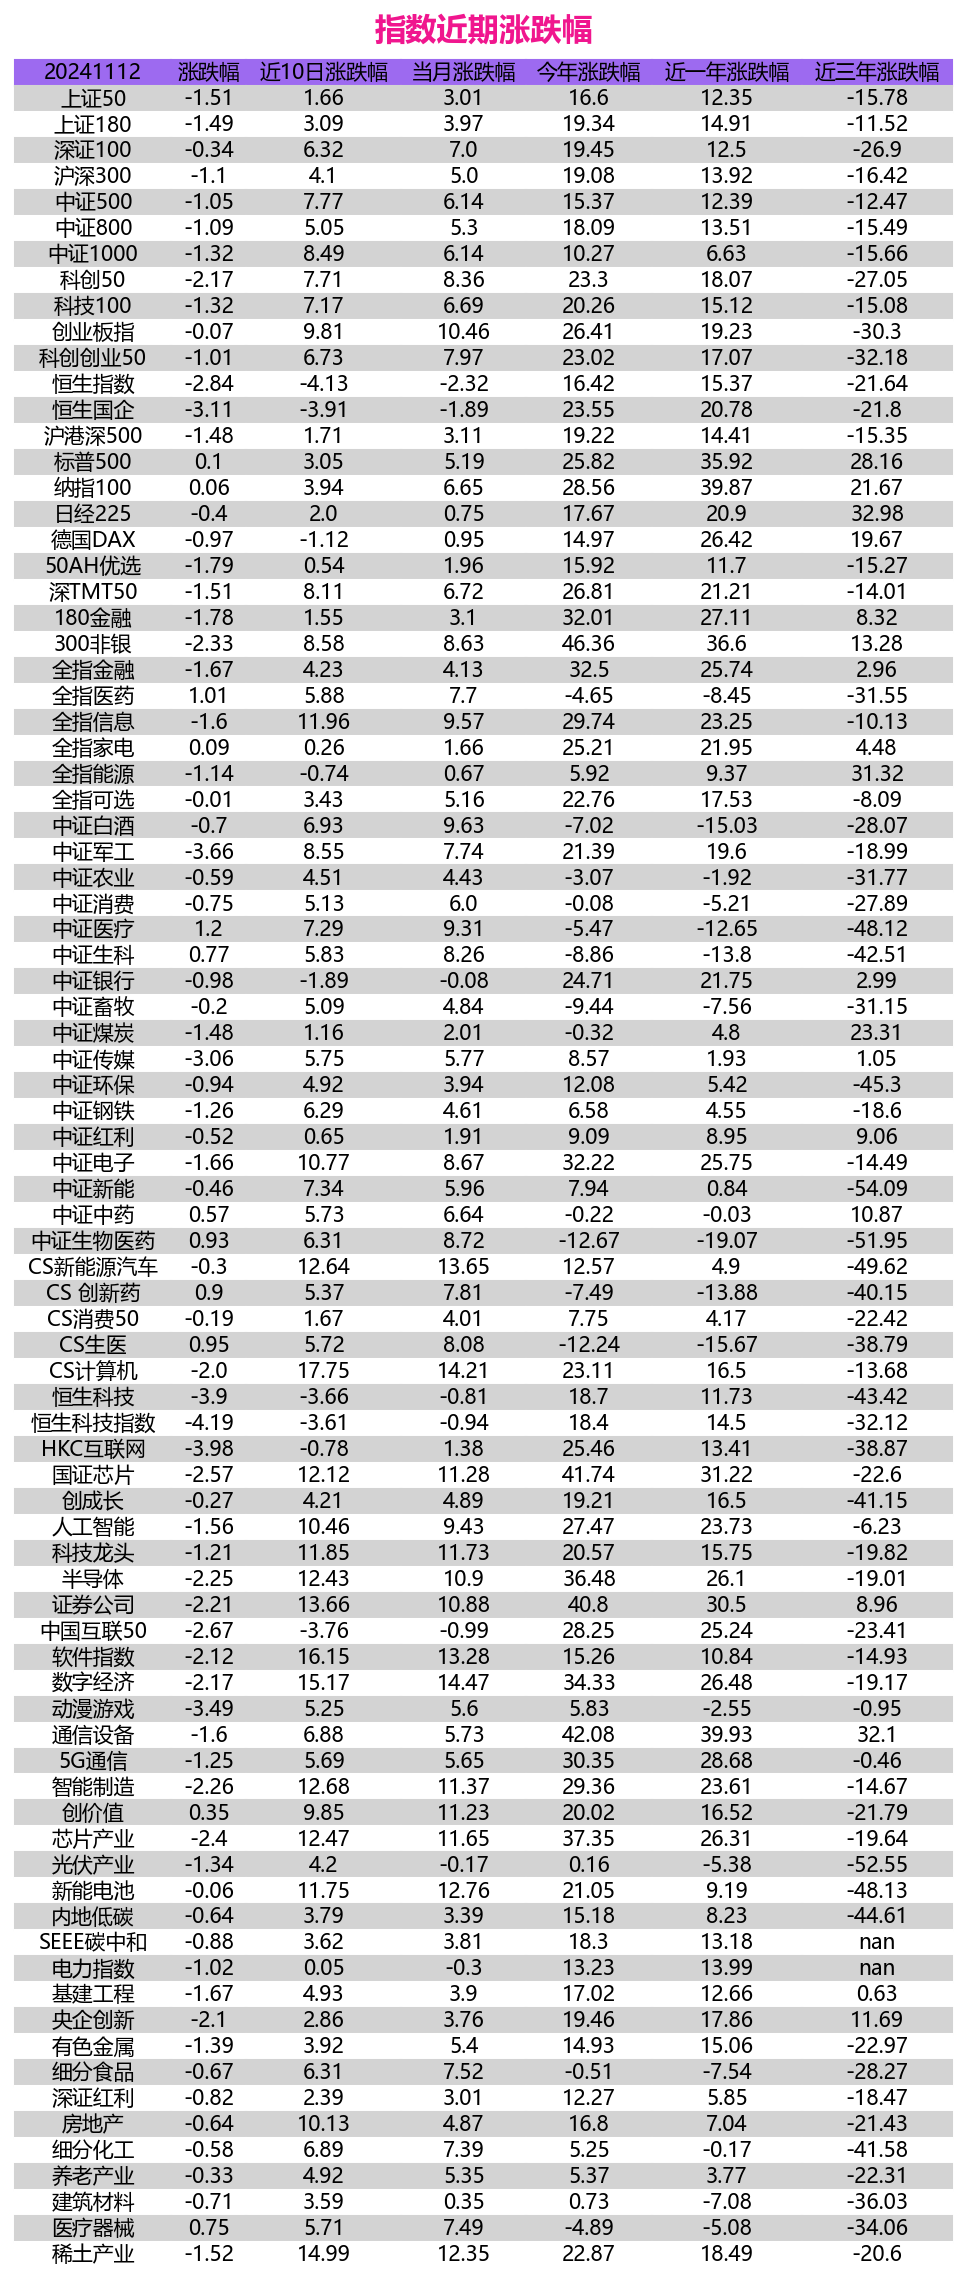 指数近期涨跌幅
20241112 涨跌幅 近10日涨跌幅 当月涨跌幅 今年涨跌幅 近一年涨跌幅 近三年涨跌幅
上证50 -1.51 1.66 3.01 16.6 12.35 -15.78
上证180 -1.49 3.09 3.97 19.34 14.91 -11.52
深证100 -0.34 6.32 7.0 19.45 12.5 -26.9
沪深300 -1.1 4.1 5.0 19.08 13.92 -16.42
中证500 -1.05 7.77 6.14 15.37 12.39 -12.47
中证800 -1.09 5.05 5.3 18.09 13.51 -15.49
中证1000 -1.32 8.49 6.14 10.27 6.63 -15.66
科创50 -2.17 7.71 8.36 23.3 18.07 -27.05
科技100 -1.32 7.17 6.69 20.26 15.12 -15.08
创业板指 -0.07 9.81 10.46 26.41 19.23 -30.3
科创创业50 -1.01 6.73 7.97 23.02 17.07 -32.18
恒生指数 -2.84 -4.13 -2.32 16.42 15.37 -21.64
恒生国企 -3.11 -3.91 -1.89 23.55 20.78 -21.8
沪港深500 -1.48 1.71 3.11 19.22 14.41 -15.35
标普500 0.1 3.05 5.19 25.82 35.92 28.16
纳指100 0.06 3.94 6.65 28.56 39.87 21.67
日经225 -0.4 2.0 0.75 17.67 20.9 32.98
德国DAX -0.97 -1.12 0.95 14.97 26.42 19.67
50AH优选 -1.79 0.54 1.96 15.92 11.7 -15.27
深TMT50 -1.51 8.11 6.72 26.81 21.21 -14.01
180金融 -1.78 1.55 3.1 32.01 27.11 8.32
300非银 -2.33 8.58 8.63 46.36 36.6 13.28
全指金融 -1.67 4.23 4.13 32.5 25.74 2.96
全指医药 1.01 5.88 7.7 -4.65 -8.45 -31.55
全指信息 -1.6 11.96 9.57 29.74 23.25 -10.13
全指家电 0.09 0.26 1.66 25.21 21.95 4.48
全指能源 -1.14 -0.74 0.67 5.92 9.37 31.32
全指可选 -0.01 3.43 5.16 22.76 17.53 -8.09
中证白酒 -0.7 6.93 9.63 -7.02 -15.03 -28.07
中证军工 -3.66 8.55 7.74 21.39 19.6 -18.99
中证农业 -0.59 4.51 4.43 -3.07 -1.92 -31.77
中证消费 -0.75 5.13 6.0 -0.08 -5.21 -27.89
中证医疗 1.2 7.29 9.31 -5.47 -12.65 -48.12
中证生科 0.77 5.83 8.26 -8.86 -13.8 -42.51
中证银行 -0.98 -1.89 -0.08 24.71 21.75 2.99
中证畜牧 -0.2 5.09 4.84 -9.44 -7.56 -31.15
中证煤炭 -1.48 1.16 2.01 -0.32 4.8 23.31
中证传媒 -3.06 5.75 5.77 8.57 1.93 1.05
中证环保 -0.94 4.92 3.94 12.08 5.42 -45.3
中证钢铁 -1.26 6.29 4.61 6.58 4.55 -18.6
中证红利 -0.52 0.65 1.91 9.09 8.95 9.06
中证电子 -1.66 10.77 8.67 32.22 25.75 -14.49
中证新能 -0.46 7.34 5.96 7.94 0.84 -54.09
中证中药 0.57 5.73 6.64 -0.22 -0.03 10.87
中证生物医药 0.93 6.31 8.72 -12.67 -19.07 -51.95
CS新能源汽车 -0.3 12.64 13.65 12.57 4.9 -49.62
CS 创新药 0.9 5.37 7.81 -7.49 -13.88 -40.15
CS消费50 -0.19 1.67 4.01 7.75 4.17 -22.42
CS生医 0.95 5.72 8.08 -12.24 -15.67 -38.79
CS计算机 -2.0 17.75 14.21 23.11 16.5 -13.68
恒生科技 -3.9 -3.66 -0.81 18.7 11.73 -43.42
恒生科技指数 -4.19 -3.61 -0.94 18.4 14.5 -32.12
HKC互联网 -3.98 -0.78 1.38 25.46 13.41 -38.87
国证芯片 -2.57 12.12 11.28 41.74 31.22 -22.6
创成长 -0.27 4.21 4.89 19.21 16.5 -41.15
人工智能 -1.56 10.46 9.43 27.47 23.73 -6.23
科技龙头 -1.21 11.85 11.73 20.57 15.75 -19.82
半导体 -2.25 12.43 10.9 36.48 26.1 -19.01
证券公司 -2.21 13.66 10.88 40.8 30.5 8.96
中国互联50 -2.67 -3.76 -0.99 28.25 25.24 -23.41
软件指数 -2.12 16.15 13.28 15.26 10.84 -14.93
数字经济 -2.17 15.17 14.47 34.33 26.48 -19.17
动漫游戏 -3.49 5.25 5.6 5.83 -2.55 -0.95
通信设备 -1.6 6.88 5.73 42.08 39.93 32.1
5G通信 -1.25 5.69 5.65 30.35 28.68 -0.46
智能制造 -2.26 12.68 11.37 29.36 23.61 -14.67
创价值 0.35 9.85 11.23 20.02 16.52 -21.79
芯片产业 -2.4 12.47 11.65 37.35 26.31 -19.64
光伏产业 -1.34 4.2 -0.17 0.16 -5.38 -52.55
新能电池 -0.06 11.75 12.76 21.05 9.19 -48.13
内地低碳 -0.64 3.79 3.39 15.18 8.23 -44.61
SEEE碳中和 -0.88 3.62 3.81 18.3 13.18 nan
电力指数 -1.02 0.05 -0.3 13.23 13.99 nan
基建工程 -1.67 4.93 3.9 17.02 12.66 0.63
央企创新 -2.1 2.86 3.76 19.46 17.86 11.69
有色金属 -1.39 3.92 5.4 14.93 15.06 -22.97
细分食品 -0.67 6.31 7.52 -0.51 -7.54 -28.27
深证红利 -0.82 2.39 3.01 12.27 5.85 -18.47
房地产 -0.64 10.13 4.87 16.8 7.04 -21.43
细分化工 -0.58 6.89 7.39 5.25 -0.17 -41.58
养老产业 -0.33 4.92 5.35 5.37 3.77 -22.31
建筑材料 -0.71 3.59 0.35 0.73 -7.08 -36.03
医疗器械 0.75 5.71 7.49 -4.89 -5.08 -34.06
稀土产业 -1.52 14.99 12.35 22.87 18.49 -20.6